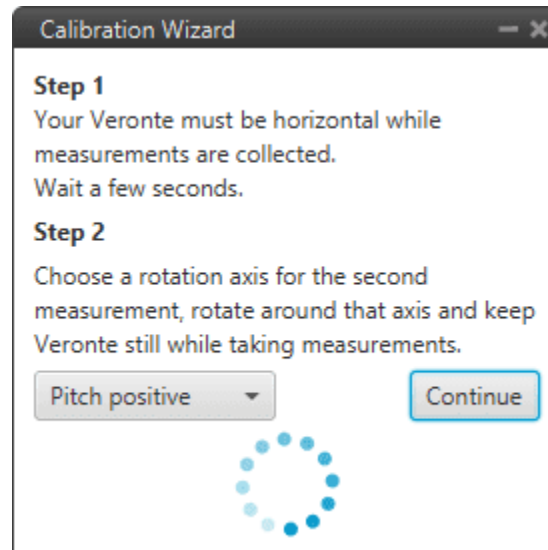 Calibration Wizard
Step 1
Your Veronte must be horizontal while
measurements are collected.
Wait a few seconds.
Step 2
Choose a rotation axis for the second
measurement, rotate around that axis and keep
Veronte still while taking measurements.
Pitch positive
Continue